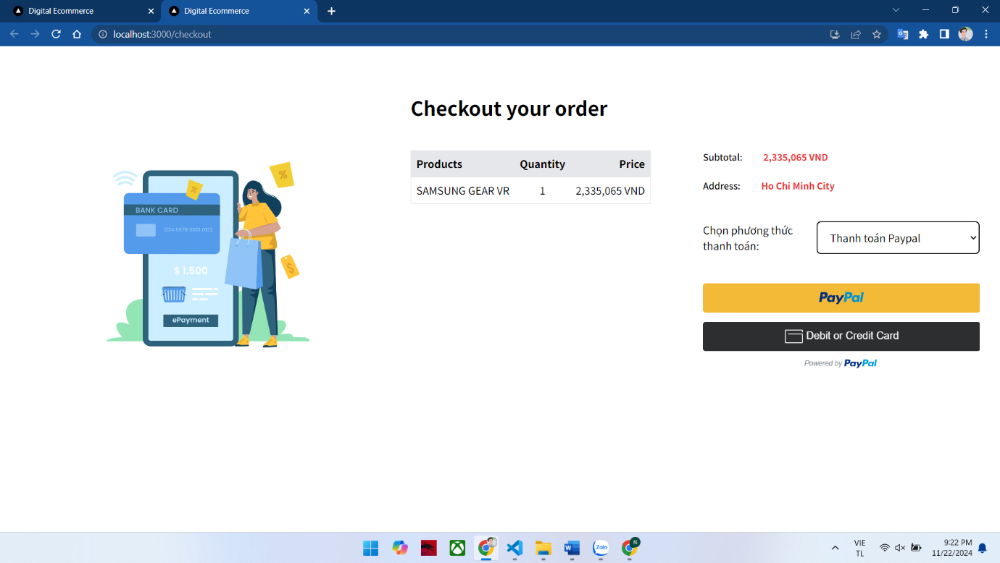 Digital Ecommerce
Digital Ecommerce
localhost:3000/checkout
Checkout your order
Products Quantity Price
SAMSUNG GEAR VR 1 2,335,065 VND
Subtotal: 2,335,065 VND
Address: Ho Chi Minh City
Chọn phương thức
thanh toán:
Thanh toán Paypal
PayPal
Debit or Credit Card
Powered by PayPal
%
%
BANK CARD
1234 5678 0001 0123
$ 1.500
$
ePayment
W
Zalo
N
VIE
TL
9:22 PM
11/22/2024